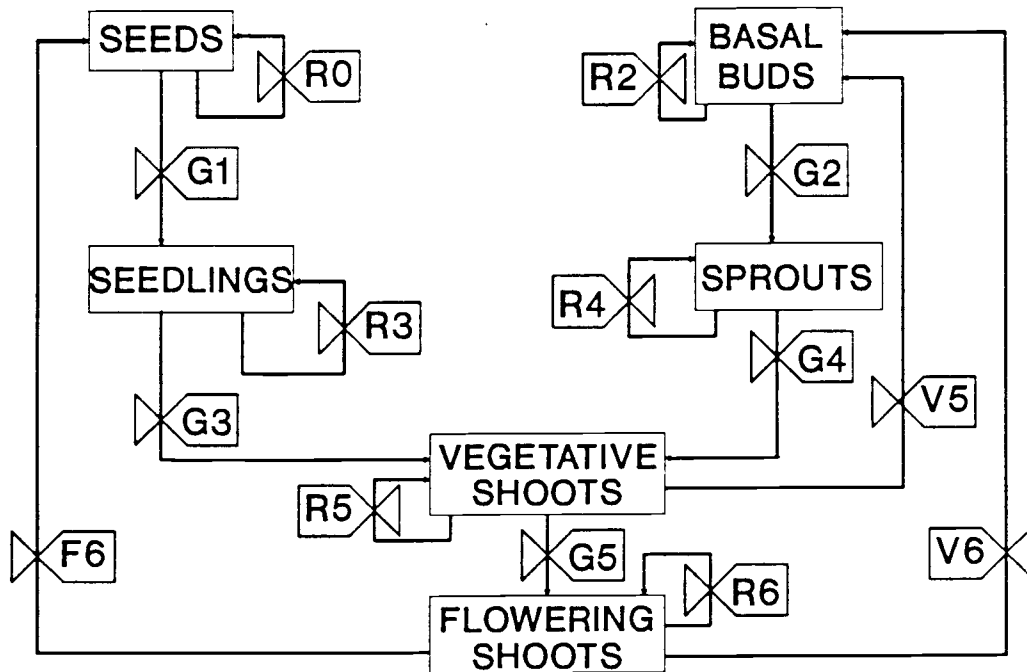 SEEDS
R0
R2
BASAL
BUDS
G1
G2
SEEDLINGS
R3
R4
SPROUTS
G4
G3
V5
VEGETATIVE
SHOOTS
R5
F6
G5
V6
R6
FLOWERING
SHOOTS